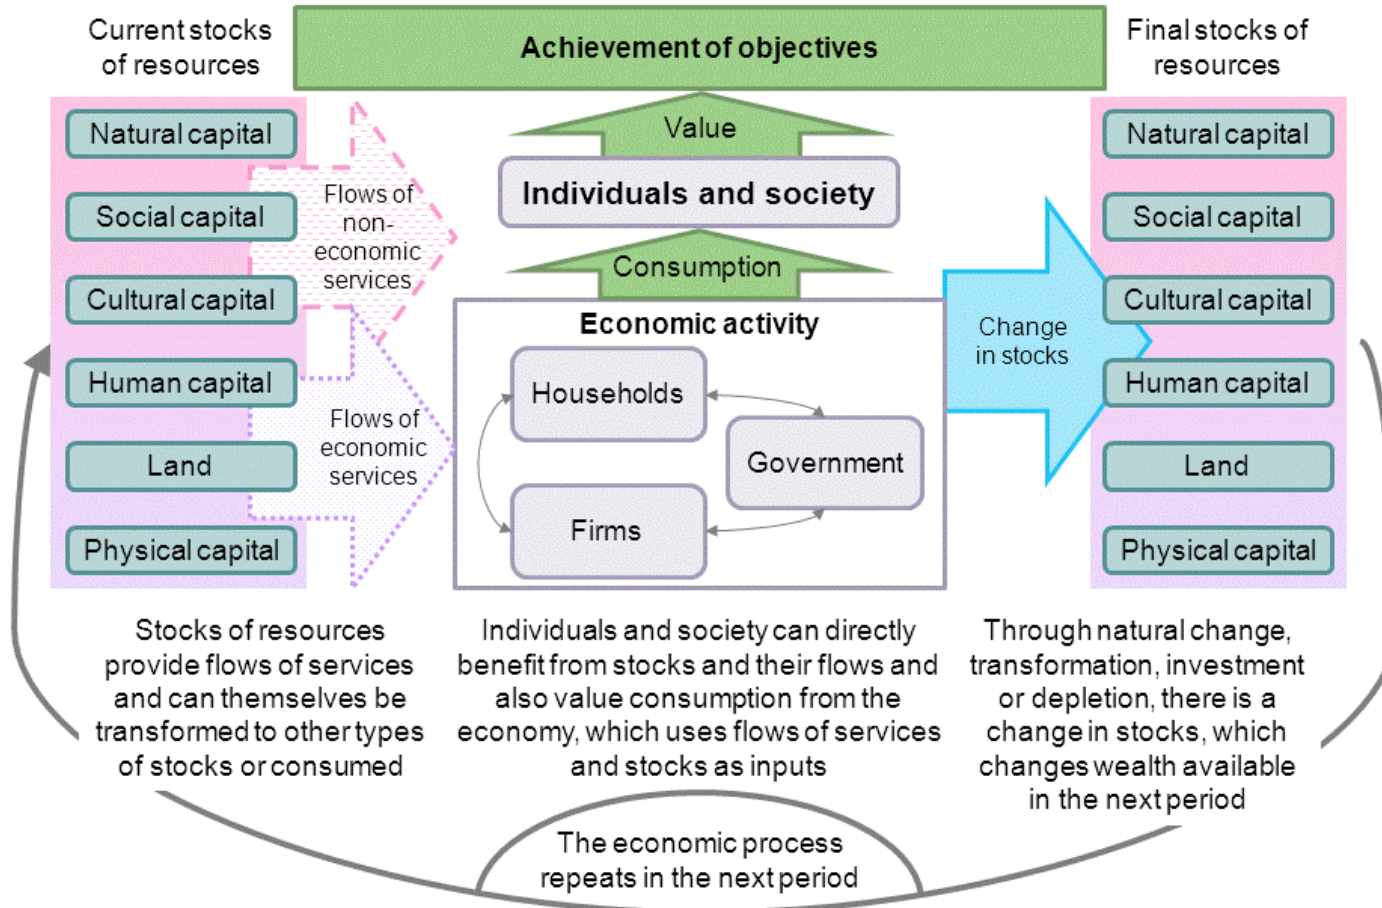 Current stocks
of resources
Achievement of objectives
Final stocks of
resources
Natural capital
Social capital
Cultural capital
Human capital
Land
Physical capital
Flows of
non-
economic
services
Flows of
economic
services
Value
Individuals and society
Consumption
Economic activity
Households
Government
Firms
Change
in stocks
Natural capital
Social capital
Cultural capital
Human capital
Land
Physical capital
Stocks of resources
provide flows of services
and can themselves be
transformed to other types
of stocks or consumed
Individuals and society can directly
benefit from stocks and their flows and
also value consumption from the
economy, which uses flows of services
and stocks as inputs
Through natural change,
transformation, investment
or depletion, there is a
change in stocks, which
changes wealth available
in the next period
The economic process
repeats in the next period